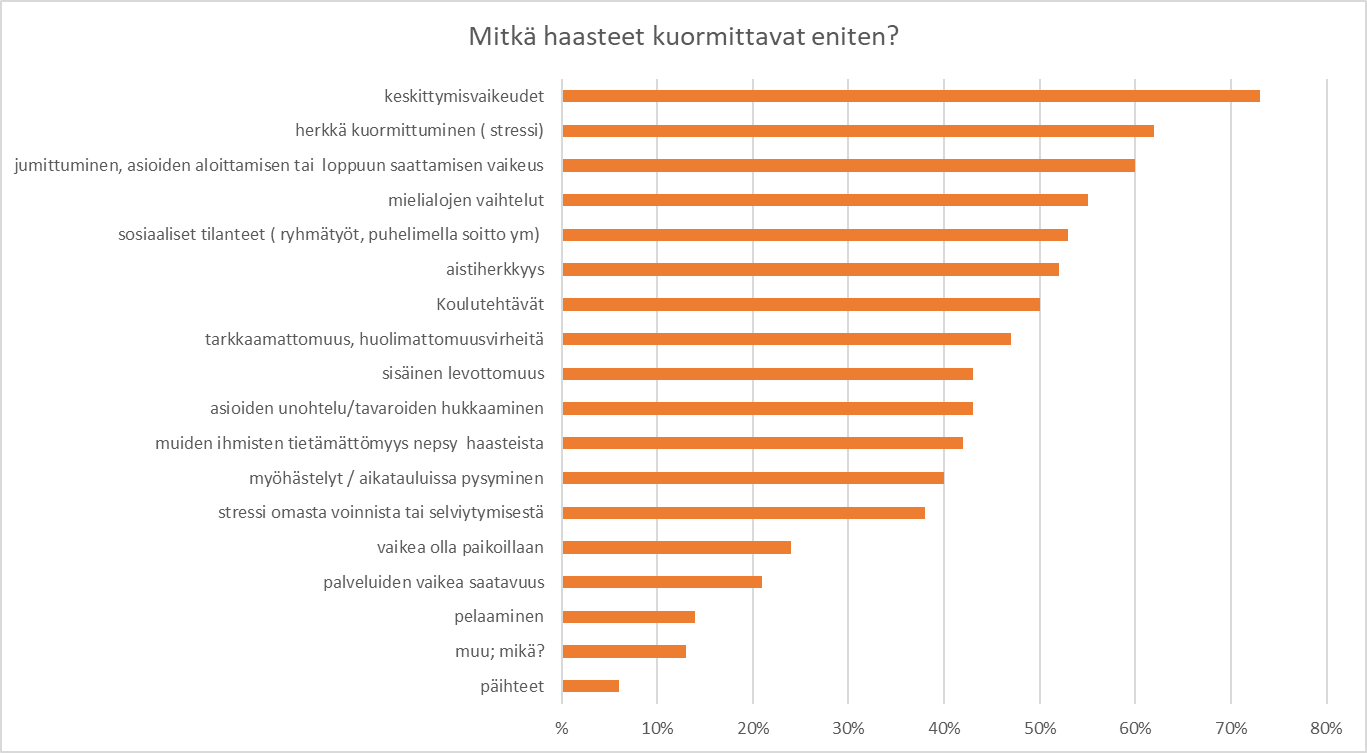 Mitkä haasteet kuormittavat eniten?
keskittymisvaikeudet
herkkä kuormittuminen ( stressi)
jumittuminen, asioiden aloittamisen tai  loppuun saattamisen vaikeus
mielialojen vaihtelut
sosiaaliset tilanteet ( ryhmätyöt, puhelimella soitto ym)
aistiherkkyys
Koulutehtävät
tarkkaamattomuus, huolimattomuusvirheitä
sisäinen levottomuus
asioiden unohtelu/tavaroiden hukkaaminen
muiden ihmisten tietämättömyys nepsy  haasteista
myöhästelyt / aikatauluissa pysyminen
stressi omasta voinnista tai selviytymisestä
vaikea olla paikoillaan
palveluiden vaikea saatavuus
pelaaminen
muu; mikä?
päihteet
% 10% 20% 30% 40% 50% 60% 70% 80%